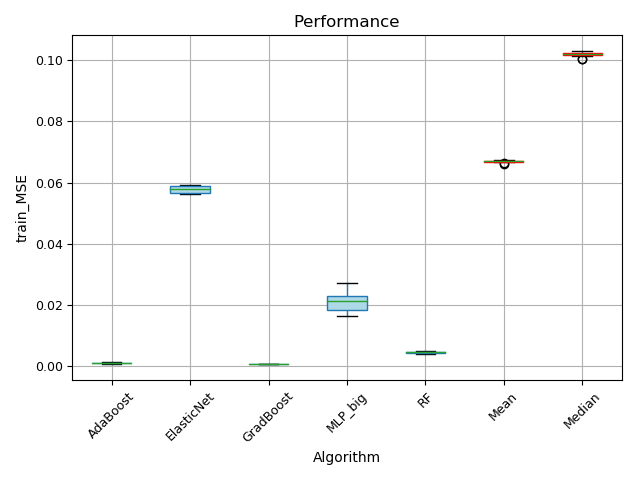 Performance
train_MSE
0.10
0.08
0.06
0.04
0.02
0.00
AdaBoost
ElasticNet
GradBoost
MLP_big
RF
Mean
Median
Algorithm